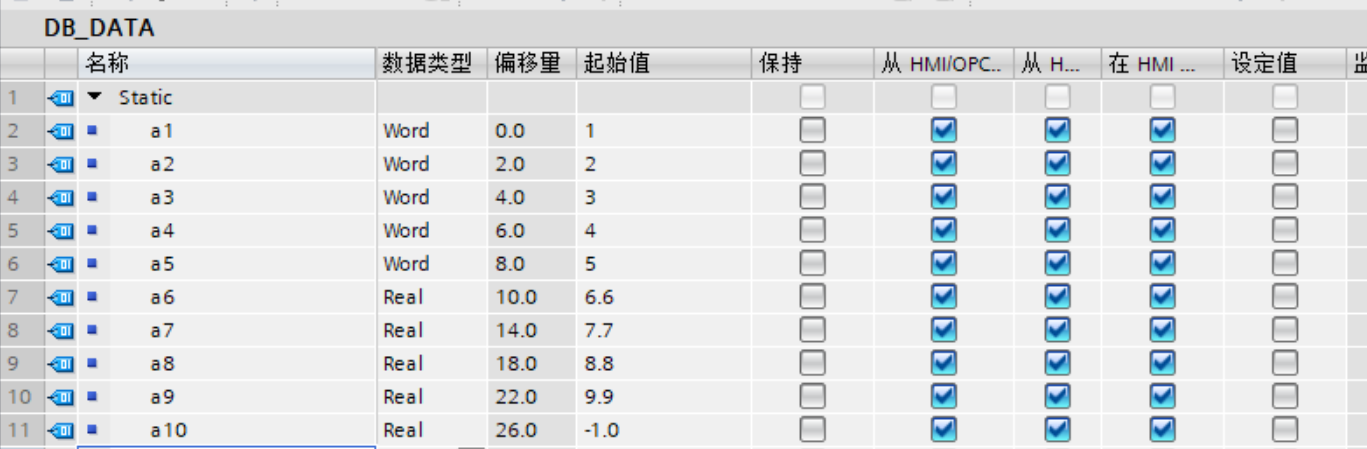 DB_DATA
名称 数据类型 偏移量 起始值 保持 从 HMI/OPC... 从 H... 在 HMI ... 设定值
1 Static
2 a1 Word 0.0 1
3 a2 Word 2.0 2
4 a3 Word 4.0 3
5 a4 Word 6.0 4
6 a5 Word 8.0 5
7 a6 Real 10.0 6.6
8 a7 Real 14.0 7.7
9 a8 Real 18.0 8.8
10 a9 Real 22.0 9.9
11 a10 Real 26.0 -1.0